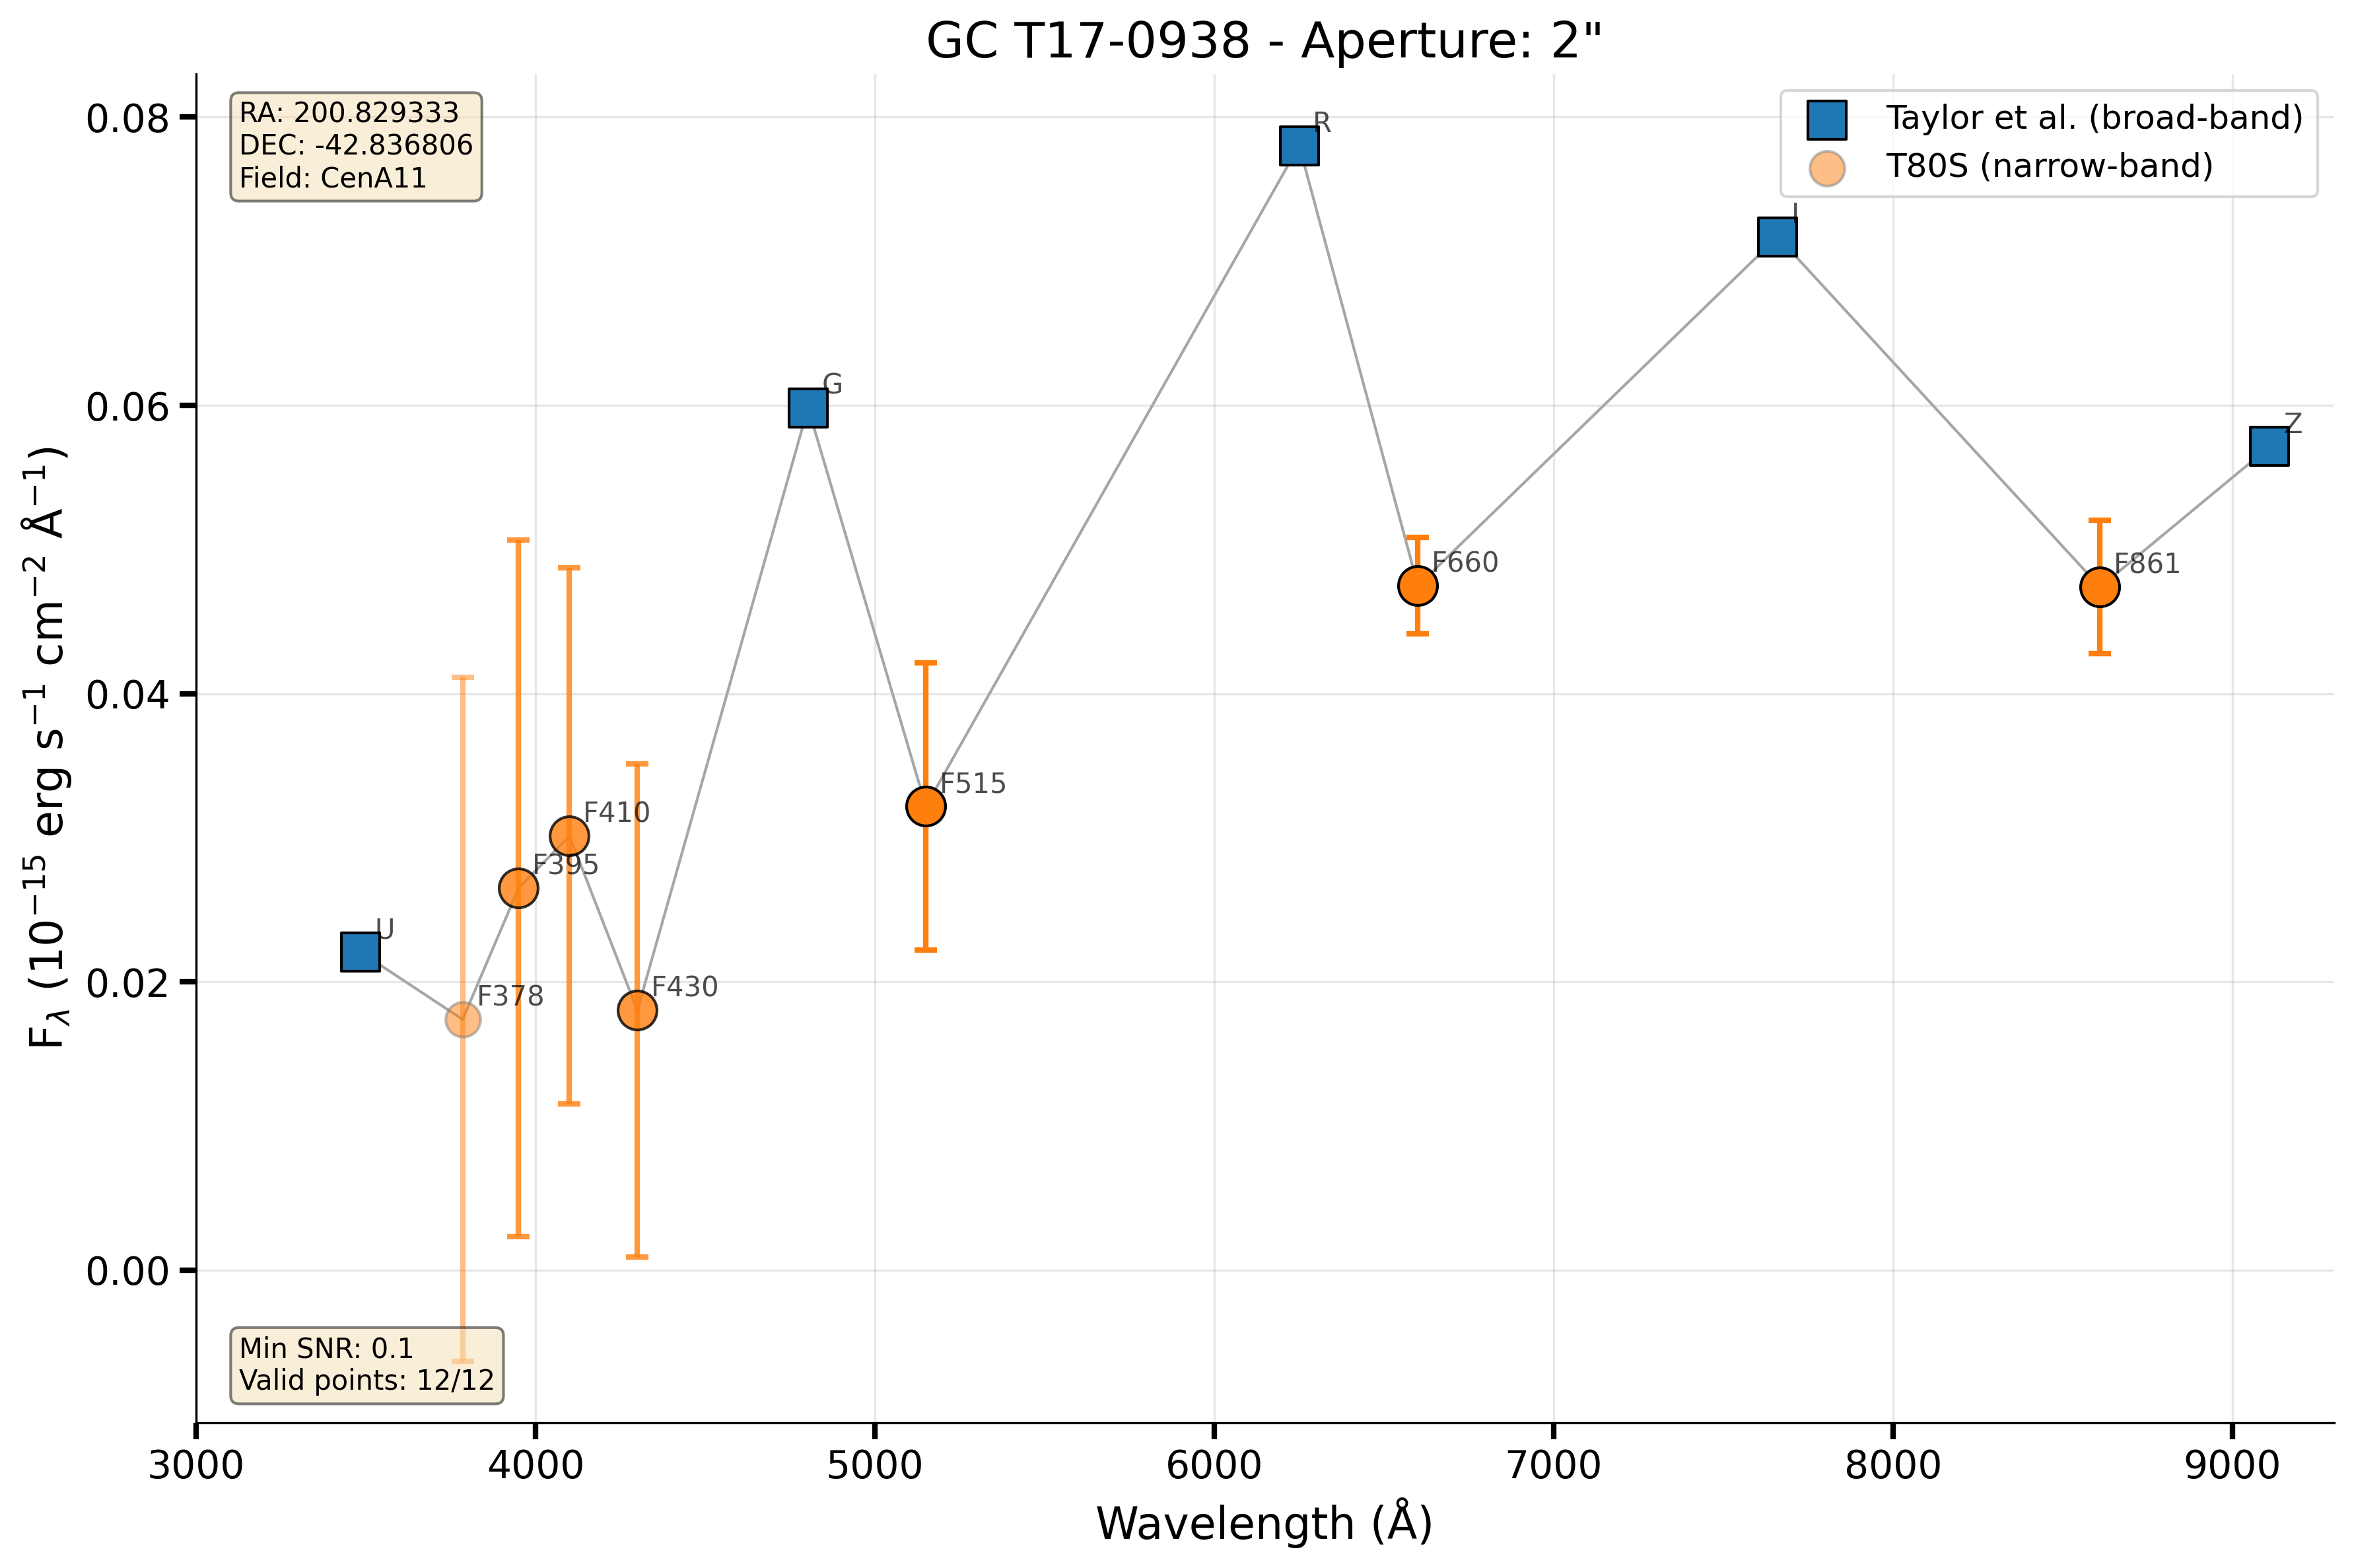 GC T17-0938 - Aperture: 2"
RA: 200.829333
DEC: -42.836806
Field: CenA11
Taylor et al. (broad-band)
T80S (narrow-band)
0.08
0.06
0.04
0.02
0.00
F_λ (10⁻¹⁵ erg s⁻¹ cm⁻² Å⁻¹)
U
F378
F395
F410
F430
G
F515
R
F660
I
F861
Z
Min SNR: 0.1
Valid points: 12/12
3000 4000 5000 6000 7000 8000 9000
Wavelength (Å)